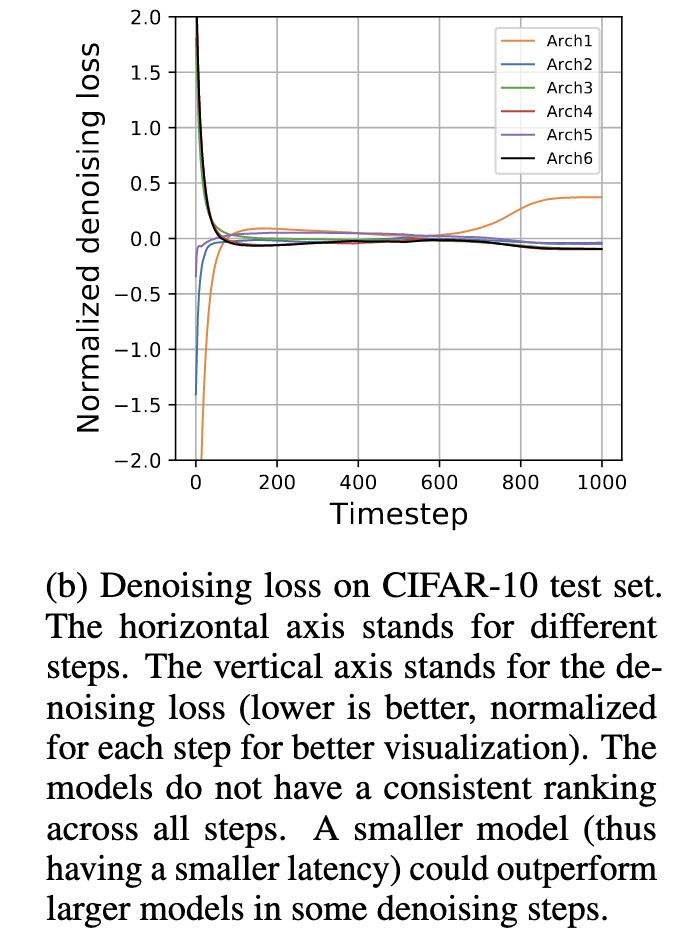 2.0
1.5
1.0
0.5
0.0
−0.5
−1.0
−1.5
−2.0
Normalized denoising loss
Arch1
Arch2
Arch3
Arch4
Arch5
Arch6
0 200 400 600 800 1000
Timestep
(b) Denoising loss on CIFAR-10 test set.
The horizontal axis stands for different
steps. The vertical axis stands for the de-
noising loss (lower is better, normalized
for each step for better visualization). The
models do not have a consistent ranking
across all steps. A smaller model (thus
having a smaller latency) could outperform
larger models in some denoising steps.